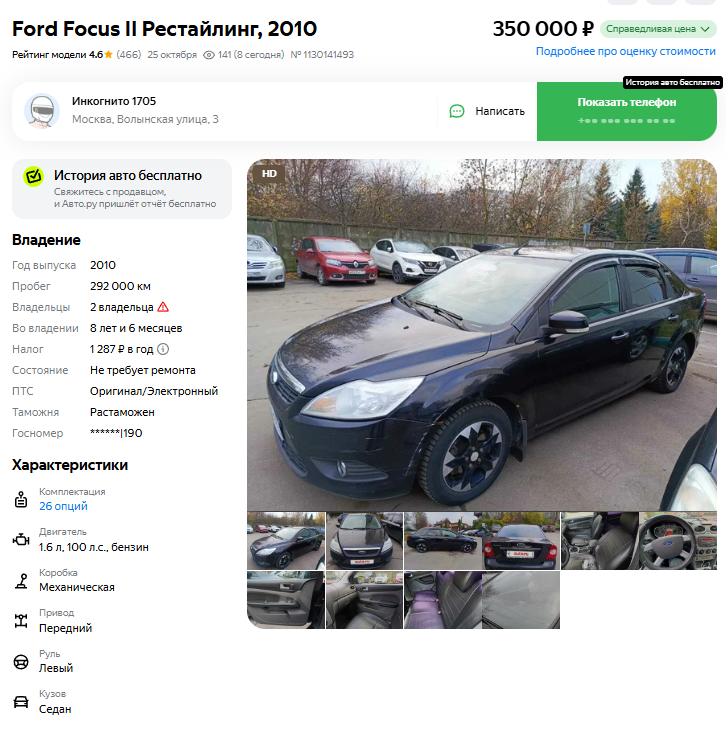 Ford Focus II Рестайлинг, 2010
350 000 ₽ Справедливая цена
Рейтинг модели 4.6 (466) 25 октября 141 (8 сегодня) № 1130141493
Подробнее про оценку стоимости
История авто бесплатно
Инкогнито 1705
Москва, Волынская улица, 3
Написать
Показать телефон
+•• ••• ••• •• ••
История авто бесплатно
Свяжитесь с продавцом,
и Авто.ру пришлёт отчёт бесплатно
HD
Владение
Год выпуска 2010
Пробег 292 000 км
Владельцы 2 владельца
Во владении 8 лет и 6 месяцев
Налог 1 287 ₽ в год
Состояние Не требует ремонта
ПТС Оригинал/Электронный
Таможня Растаможен
Госномер ******|190
Характеристики
Комплектация
26 опций
Двигатель
1.6 л, 100 л.с., бензин
Коробка
Механическая
Привод
Передний
Руль
Левый
Кузов
Седан